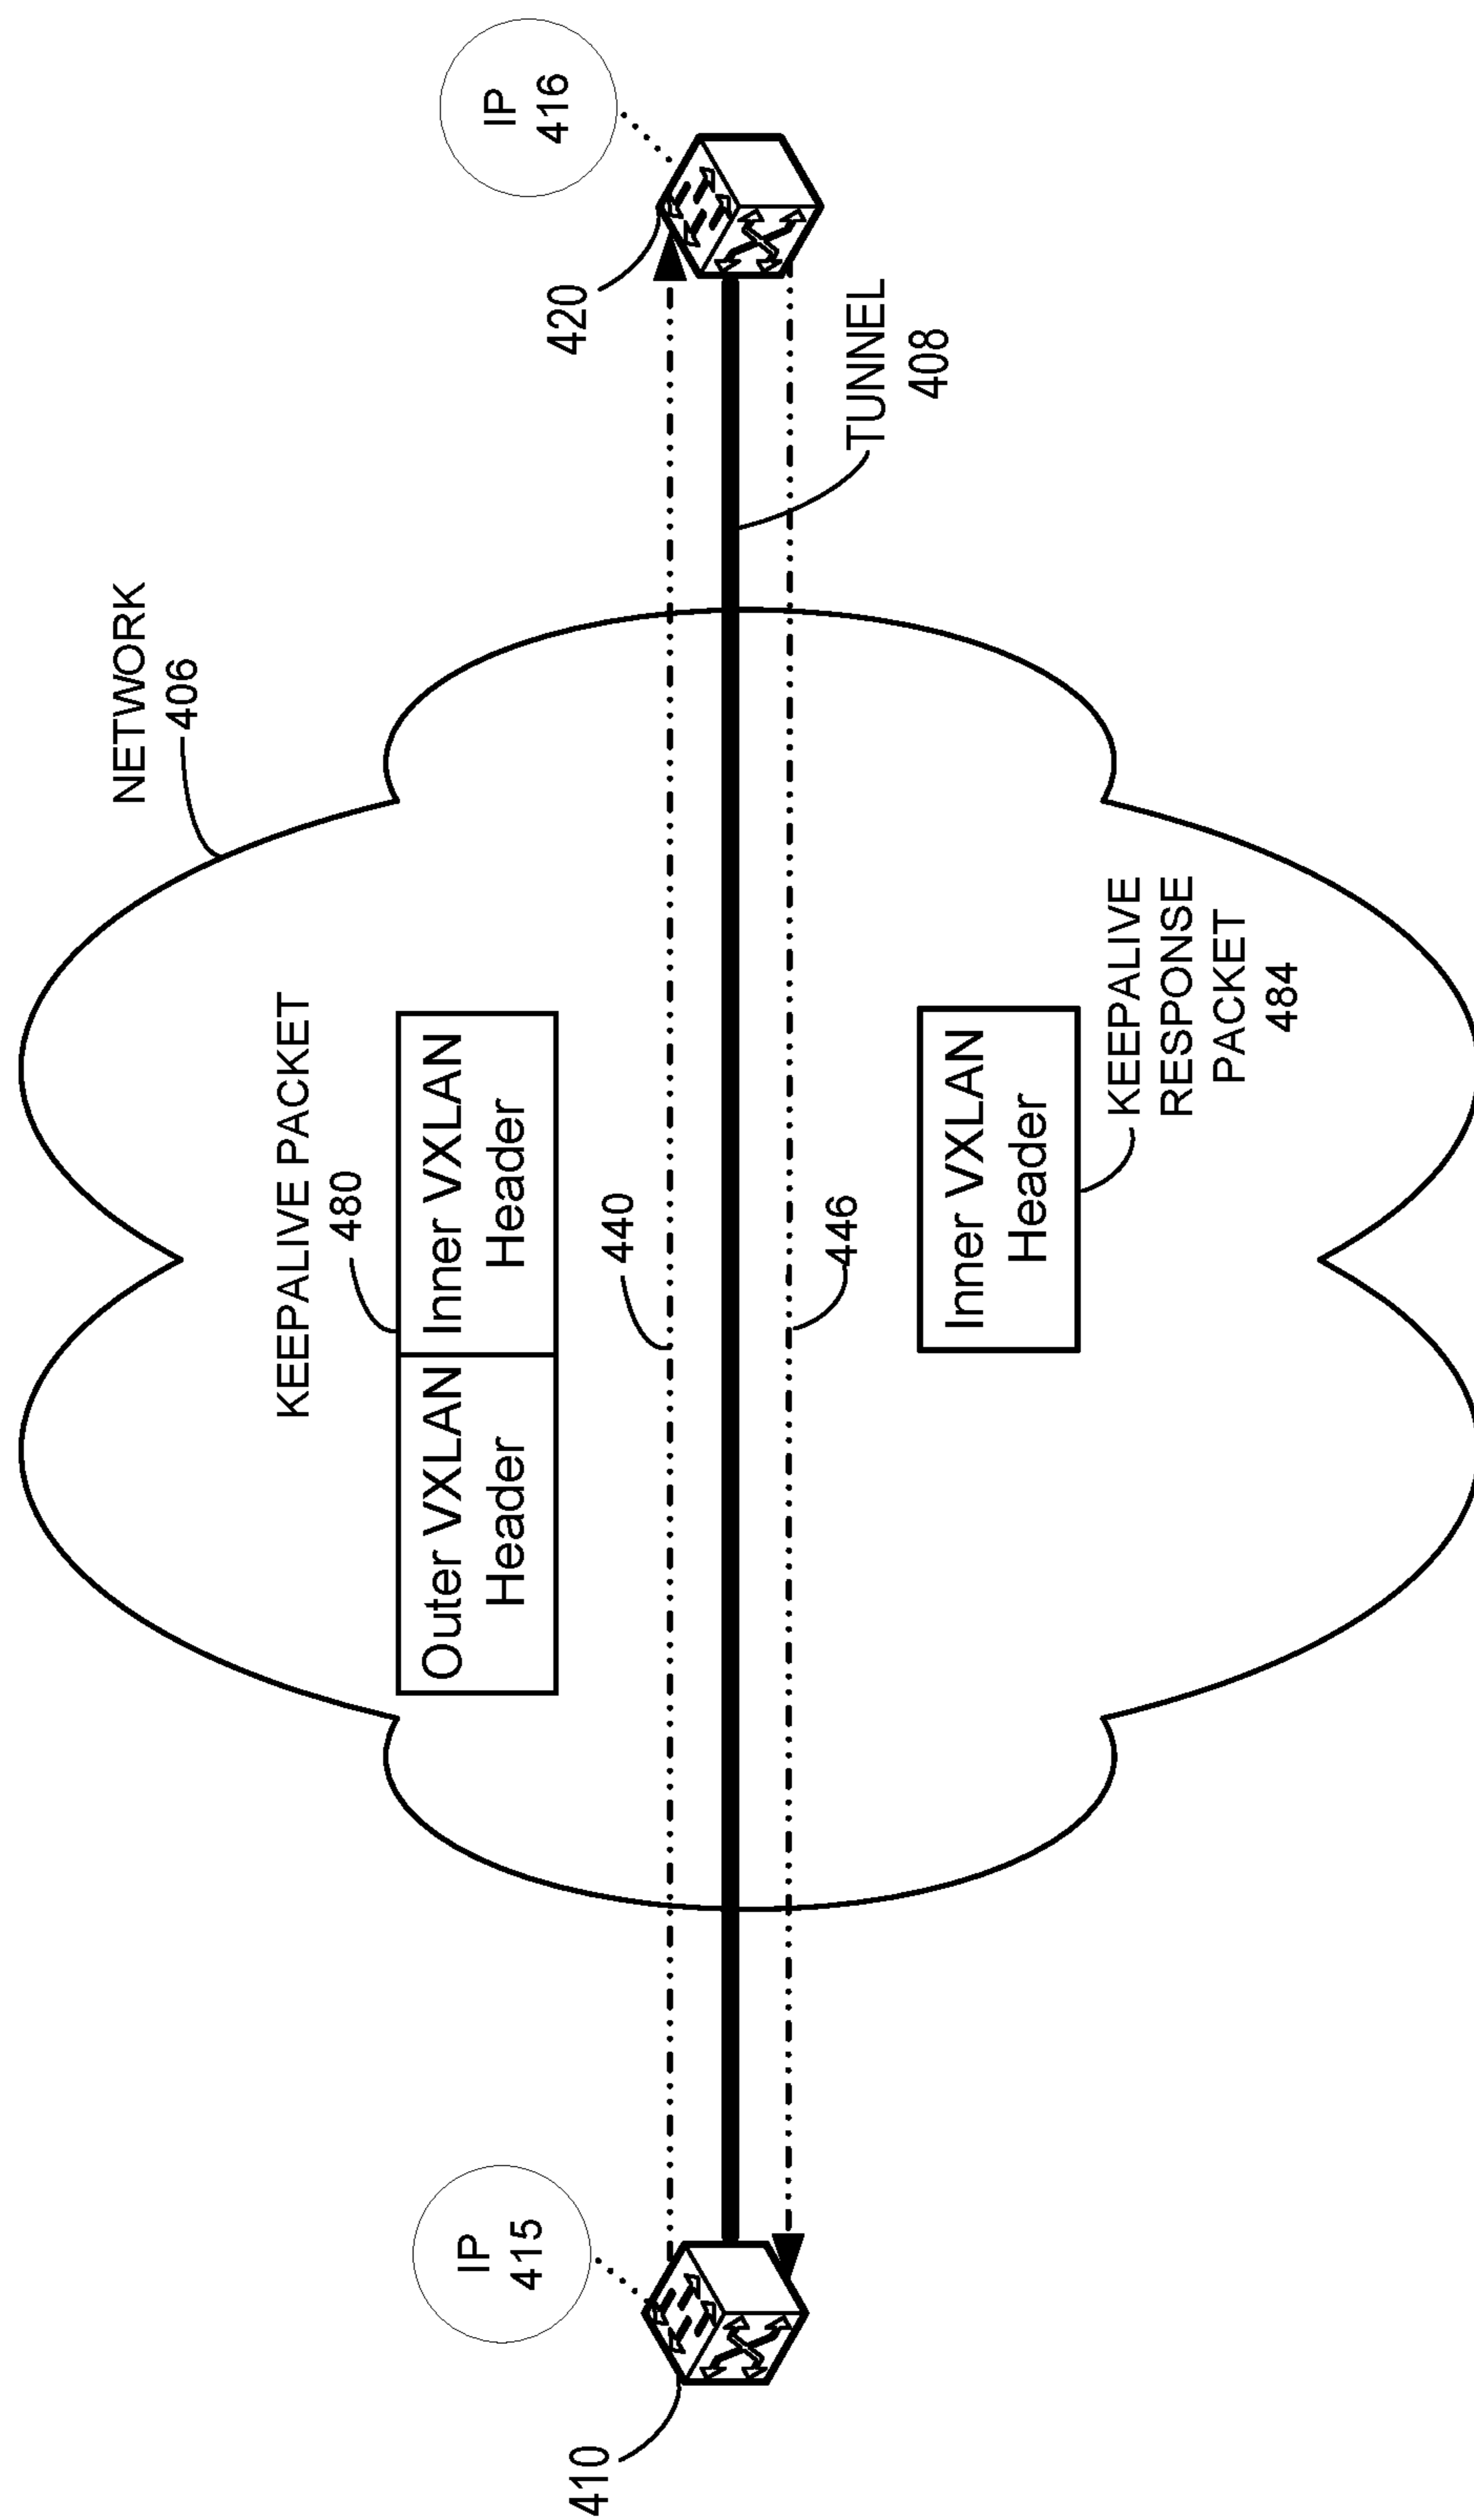 NETWORK
406
KEEPALIVE PACKET
480
Outer VXLAN
Header
Inner VXLAN
Header
IP
415
IP
416
410
420
440
446
TUNNEL
408
Inner VXLAN
Header
KEEPALIVE
RESPONSE
PACKET
484